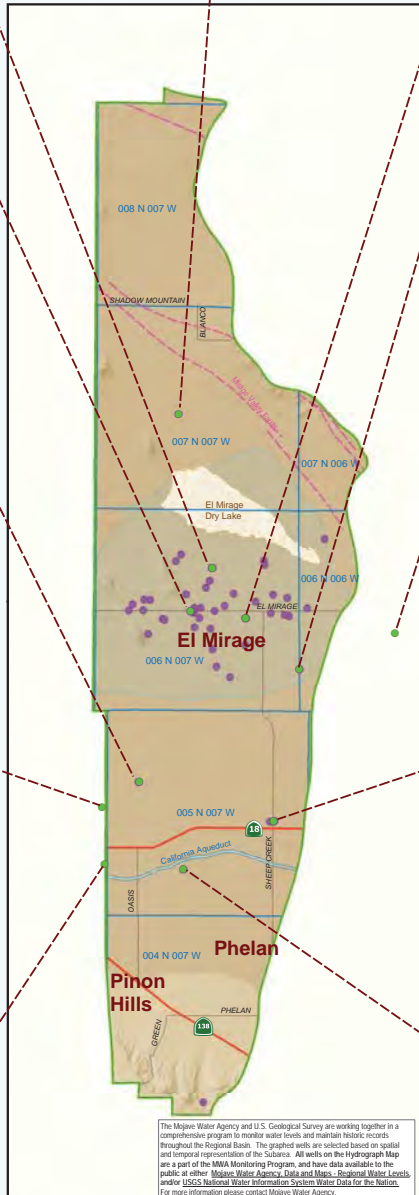 008 N 007 W
SHADOW MOUNTAIN
BLANCO
Mirage Valley Fault
007 N 007 W
007 N 006 W
El Mirage
Dry Lake
006 N 006 W
EL MIRAGE
El Mirage
006 N 007 W
005 N 007 W
18
California Aqueduct
SHEEP CREEK
OASIS
Phelan
004 N 007 W
Pinon
Hills
PHELAN
138
GREEN
The Mojave Water Agency and U.S. Geological Survey are working together in a
comprehensive program to monitor water levels and maintain historic records
throughout the Regional Basin. The graphed wells are selected based on spatial
and temporal representation of the Subarea. All wells on the Hydrograph Map
are a part of the MWA Monitoring Program, and have data available to the
public at either Mojave Water Agency, Data and Maps - Regional Water Levels,
and/or USGS National Water Information System Water Data for the Nation.
For more information please contact Mojave Water Agency.